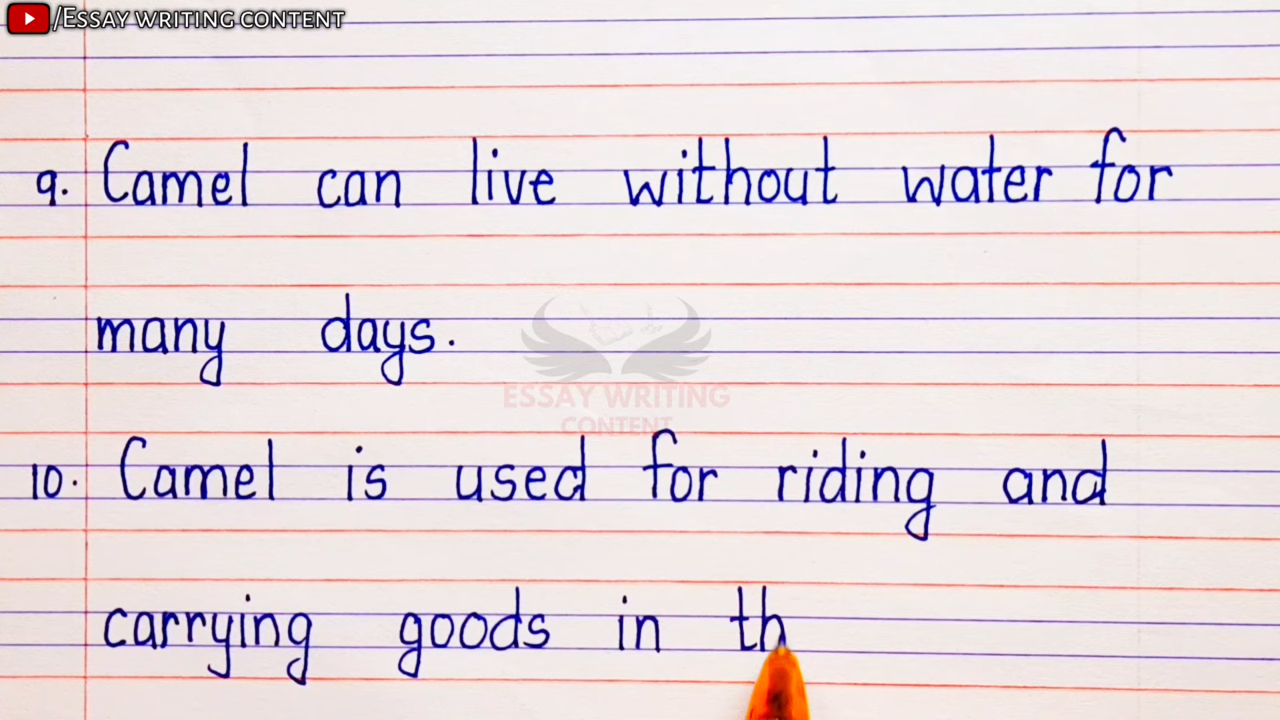 /ESSAY WRITING CONTENT
9. Camel can live without water for
many days.
ESSAY WRITING
CONTENT
10. Camel is used for riding and
carrying goods in th